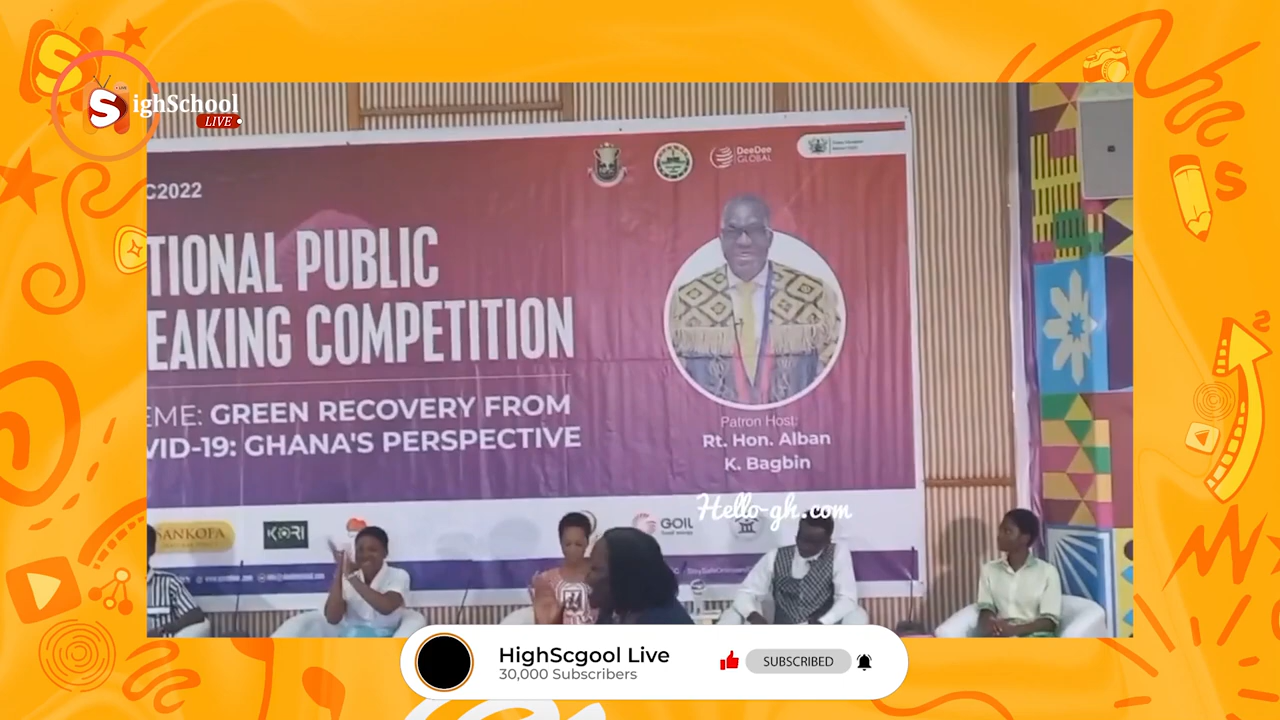 ighSchool
LIVE
C2022
DeeDee
GLOBAL
TIONAL PUBLIC
EAKING COMPETITION
EME: GREEN RECOVERY FROM
VID-19: GHANA'S PERSPECTIVE
Patron Host:
Rt. Hon. Alban
K. Bagbin
Hello-gh.com
SANKOFA
KORI
GOIL
HighScgool Live
30,000 Subscribers
SUBSCRIBED